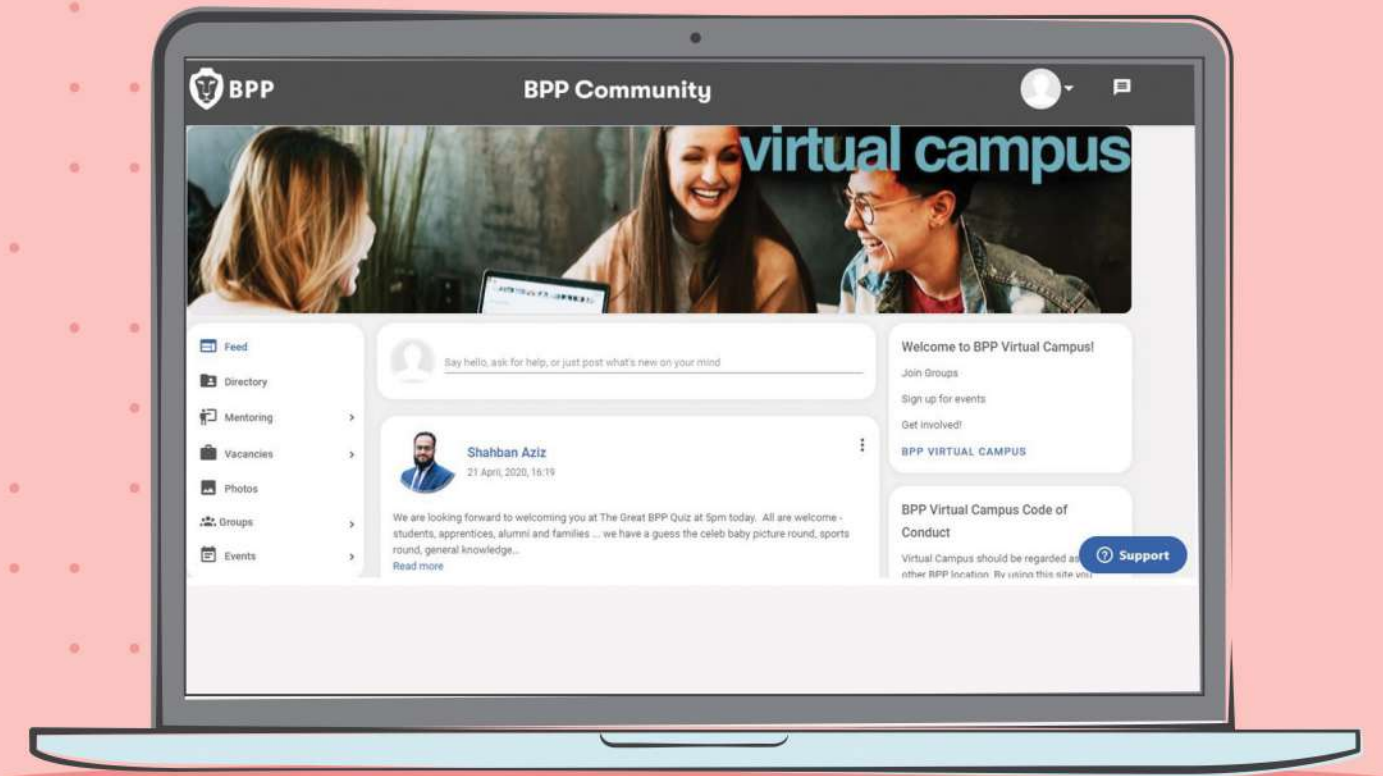 BPP
BPP Community
virtual campus
Feed
Directory
Mentoring
Vacancies
Photos
Groups
Events
Say hello, ask for help, or just post what's new on your mind
Shahban Aziz
21 April, 2020, 16:19
We are looking forward to welcoming you at The Great BPP Quiz at 5pm today. All are welcome -
students, apprentices, alumni and families ... we have a guess the celeb baby picture round, sports
round, general knowledge...
Read more
Welcome to BPP Virtual Campus!
Join Groups
Sign up for events
Get involved!
BPP VIRTUAL CAMPUS
BPP Virtual Campus Code of
Conduct
Virtual Campus should be regarded as
other BPP location. By using this site you
Support